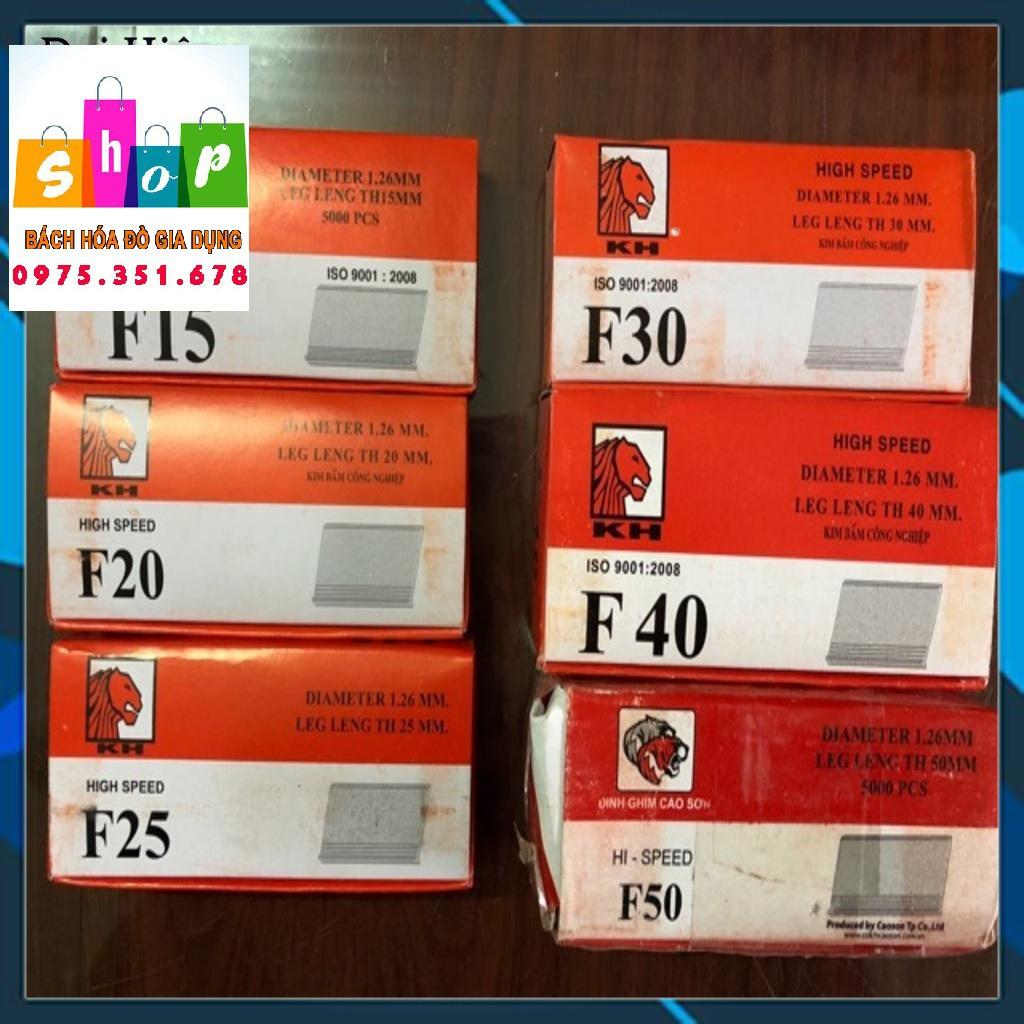 Shop
BÁCH HÓA ĐỒ GIA DỤNG
0975.351.678
DIAMETER 1.26MM
LEG LENG TH15MM
5000 PCS
ISO 9001 : 2008
F15
KH
HIGH SPEED
DIAMETER 1.26 MM.
LEG LENG TH 30 MM.
KIM BẤM CÔNG NGHIỆP
ISO 9001:2008
F30
KH
DIAMETER 1.26 MM.
LEG LENG TH 20 MM.
KIM BẤM CÔNG NGHIỆP
HIGH SPEED
F20
KH
HIGH SPEED
DIAMETER 1.26 MM.
LEG LENG TH 40 MM.
KIM BẤM CÔNG NGHIỆP
ISO 9001:2008
F 40
KH
DIAMETER 1.26 MM.
LEG LENG TH 25 MM.
HIGH SPEED
F25
ĐINH GHIM CAO SƠN
DIAMETER 1.26MM
LEG LENG TH 50MM
5000 PCS
HI - SPEED
F50
Produced by Caoson Tp Co.,Ltd